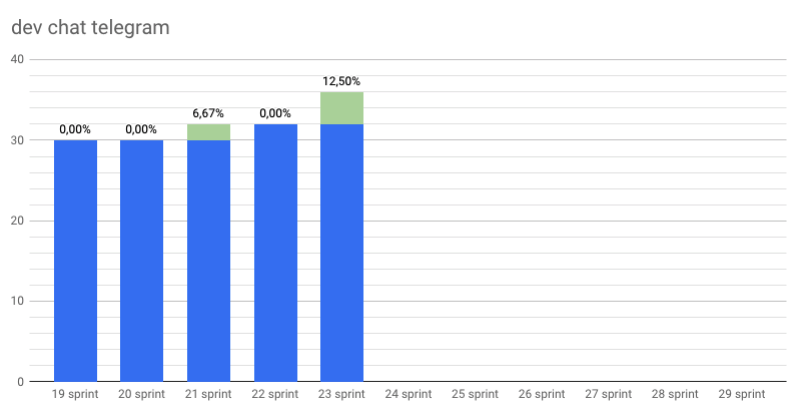 dev chat telegram
40
12,50%
6,67%
0,00%
0,00%
0,00%
30
20
10
0
19 sprint
20 sprint
21 sprint
22 sprint
23 sprint
24 sprint
25 sprint
26 sprint
27 sprint
28 sprint
29 sprint